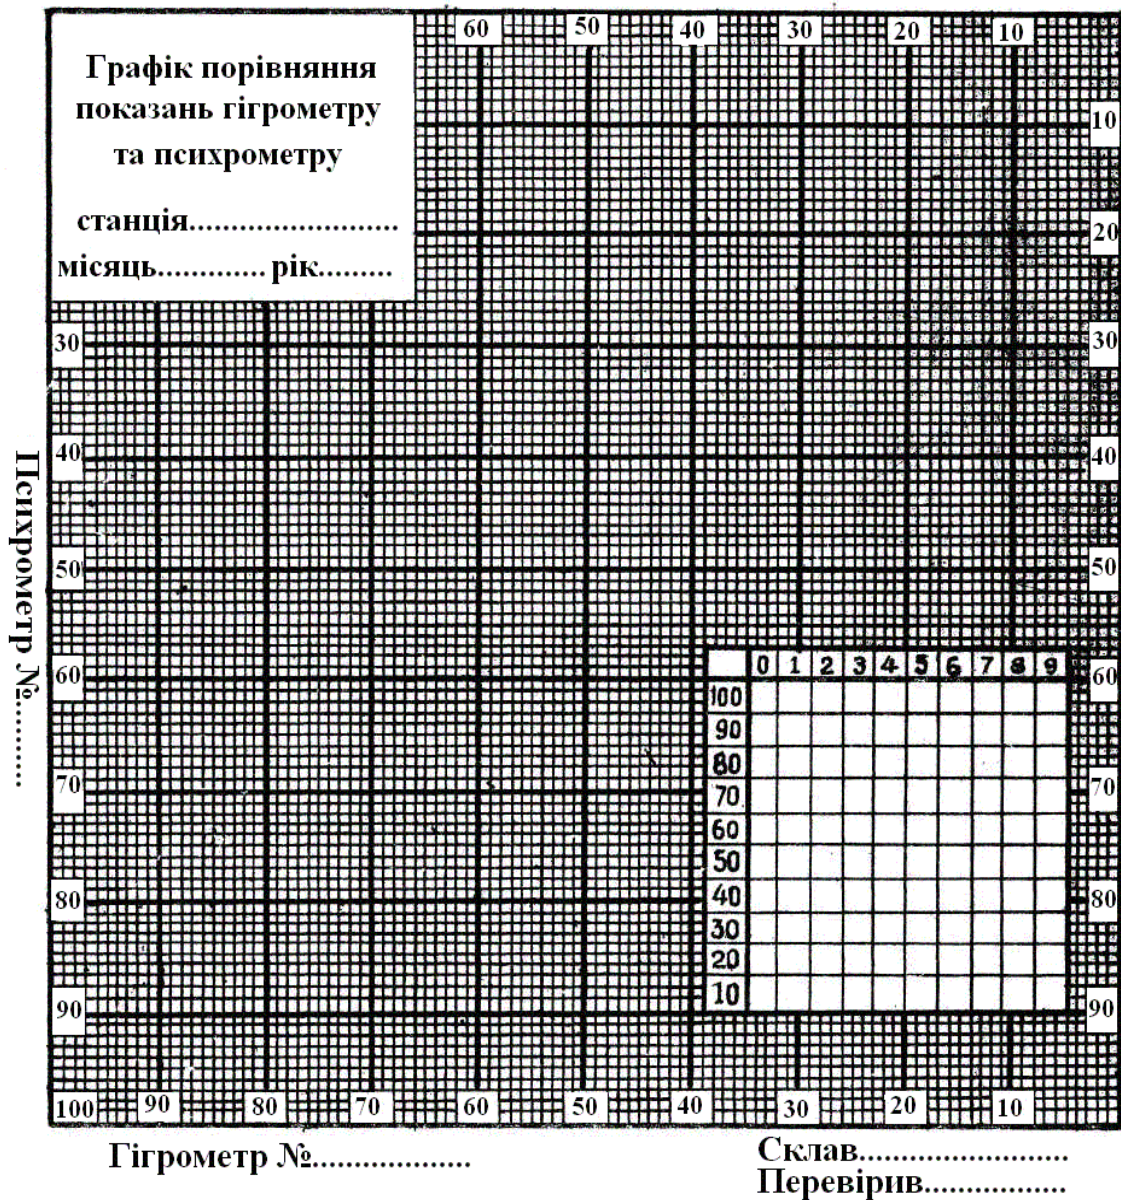 60 50 40 30 20 10
Графік порівняння
показань гігрометру
та психрометру
станція..........................
місяць............. рік.........
10
20
30 30
40 40
50 50
60 60
70 70
80 80
90 90
Психрометр №...........
0 1 2 3 4 5 6 7 8 9
100
90
80
70
60
50
40
30
20
10
100 90 80 70 60 50 40 30 20 10
Гігрометр №....................
Склав..........................
Перевірив..................